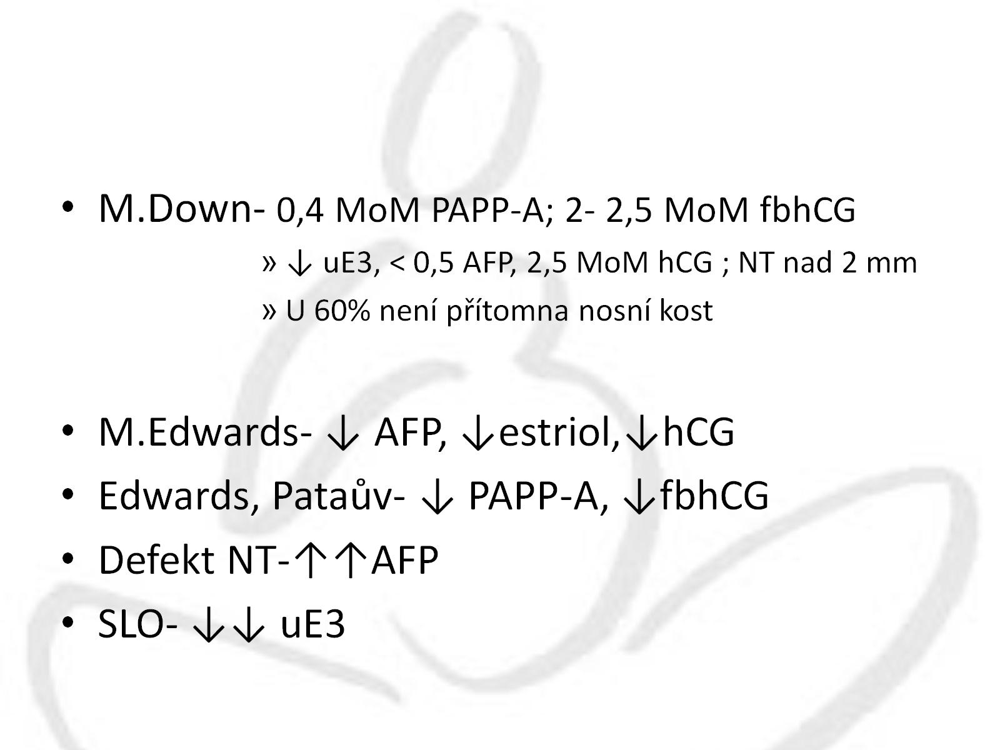 • M.Down- 0,4 MoM PAPP-A; 2- 2,5 MoM fbhCG
» ↓ uE3, < 0,5 AFP, 2,5 MoM hCG ; NT nad 2 mm
» U 60% není přítomna nosní kost
• M.Edwards- ↓ AFP, ↓estriol,↓hCG
• Edwards, Pataův- ↓ PAPP-A, ↓fbhCG
• Defekt NT-↑↑AFP
• SLO- ↓↓ uE3